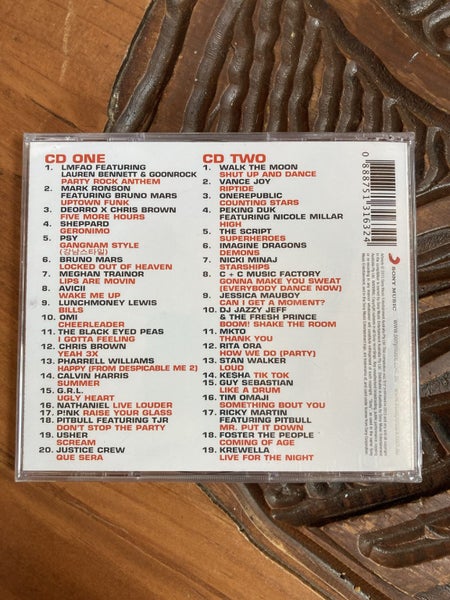 CD ONE
1. LMFAO FEATURING
LAUREN BENNETT & GOONROCK
PARTY ROCK ANTHEM
2. MARK RONSON
FEATURING BRUNO MARS
UPTOWN FUNK
3. DEORRO X CHRIS BROWN
FIVE MORE HOURS
4. SHEPPARD
GERONIMO
5. PSY
GANGNAM STYLE
(강남스타일)
6. BRUNO MARS
LOCKED OUT OF HEAVEN
7. MEGHAN TRAINOR
LIPS ARE MOVIN
8. AVICII
WAKE ME UP
9. LUNCHMONEY LEWIS
BILLS
10. OMI
CHEERLEADER
11. THE BLACK EYED PEAS
I GOTTA FEELING
12. CHRIS BROWN
YEAH 3X
13. PHARRELL WILLIAMS
HAPPY (FROM DESPICABLE ME 2)
14. CALVIN HARRIS
SUMMER
15. G.R.L.
UGLY HEART
16. NATHANIEL LIVE LOUDER
17. P!NK RAISE YOUR GLASS
18. PITBULL FEATURING TJR
DON'T STOP THE PARTY
19. USHER
SCREAM
20. JUSTICE CREW
QUE SERA
CD TWO
1. WALK THE MOON
SHUT UP AND DANCE
2. VANCE JOY
RIPTIDE
3. ONEREPUBLIC
COUNTING STARS
4. PEKING DUK
FEATURING NICOLE MILLAR
HIGH
5. THE SCRIPT
SUPERHEROES
6. IMAGINE DRAGONS
DEMONS
7. NICKI MINAJ
STARSHIPS
8. C + C MUSIC FACTORY
GONNA MAKE YOU SWEAT
(EVERYBODY DANCE NOW)
9. JESSICA MAUBOY
CAN I GET A MOMENT?
10. DJ JAZZY JEFF
& THE FRESH PRINCE
BOOM! SHAKE THE ROOM
11. MKTO
THANK YOU
12. RITA ORA
HOW WE DO (PARTY)
13. STAN WALKER
LOUD
14. KESHA TIK TOK
15. GUY SEBASTIAN
LIKE A DRUM
16. TIM OMAJI
SOMETHING BOUT YOU
17. RICKY MARTIN
FEATURING PITBULL
MR. PUT IT DOWN
18. FOSTER THE PEOPLE
COMING OF AGE
19. KREWELLA
LIVE FOR THE NIGHT
0 888751 316324
SONY MUSIC